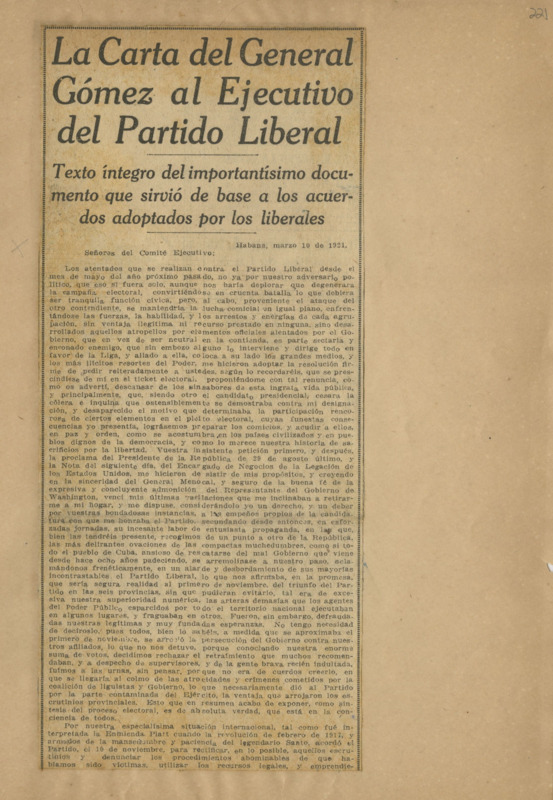 221
La Carta del General
Gómez al Ejecutivo
del Partido Liberal
Texto íntegro del importantísimo docu-
mento que sirvió de base a los acuer-
dos adoptados por los liberales
Habana, marzo 10 de 1921.
Señores del Comité Ejecutivo:
Los atentados que se realizan contra el Partido Liberal desde el
mes de mayo del año próximo pasado, no ya por nuestro adversario po-
lítico, que eso si fuera solo, aunque nos haría deplorar que degenerara
la campaña electoral, convirtiéndose en cruenta batalla lo que debiera
ser tranquila función cívica, pero, al cabo, proveniente el ataque del
otro contendiente, se mantendría la lucha comicial en igual plano, enfren-
tándose las fuerzas, la habilidad, y los arrestos y energías de cada agru-
pación, sin ventaja ilegítima ni recurso prestado en ninguna, sino desa-
rrollados aquellos atropellos por elementos oficiales alentados por el Go-
bierno, que en vez de ser neutral en la contienda, es parte
enconado enemigo, que sin embozo alguno la interviene y dirige todo en
favor de la Liga, y aliado a ella, coloca a su lado los grandes medios, y
los más ilícitos resortes del Poder, me hicieron adoptar la resolución fir-
me de pedir reiteradamente a ustedes, según lo recordaréis, que se pres-
cindiese de mí en el ticket electoral, proponiéndome con tal renuncia, co-
mo os advertí, descansar de los sinsabores de esta ingrata vida pública,
y principalmente, que, siendo otro el candidato, presidencial, cesara la
cólera e inquina que ostensiblemente se demostraba contra mi designa-
ción, y desaparecido el motivo que determinaba la participación renco-
rosa de ciertos elementos en el pleito electoral, cuyas funestas conse-
cuencias yo presentía, lográsemos preparar los comicios, y acudir a ellos,
en paz y orden, como se acostumbra en los países civilizados y en pue-
blos dignos de la democracia, y como lo merece nuestra historia de sa-
crificios por la libertad. Vuestra insistente petición primero, y después,
la proclama del Presidente de la República de 29 de agosto último, y
la Nota del siguiente día, del Encargado de Negocios de la Legación de
los Estados Unidos, me hicieron desistir de mis propósitos, y creyendo
en la sinceridad del General Menocal, y seguro de la buena fé de la
expresiva y concluyente admonición del Representante del Gobierno de
Washington, vencí mis últimas vacilaciones que me inclinaban a retirar-
me a mi hogar, y me dispuse, considerándolo yo un derecho, y un deber
por vuestras bondadosas instancias, a los empeños propios de la candida-
tura con que me honraba el Partido, secundando desde entonces, en esfor-
zadas jornadas, su incesante labor de entusiasta propaganda, en las que,
bien las tendréis presente, recogimos de un punto a otro de la República,
las más delirantes ovaciones de las compactas muchedumbres, como si to-
do el pueblo de Cuba, ansioso de rescatarse del mal Gobierno que viene
desde hace ocho años padeciendo, se arremolinase a nuestro paso, acla-
mándonos frenéticamente, en un alarde y desbordamiento de sus mayorías
incontrastables el Partido Liberal, lo que nos afirmaba, en la promesa,
que sería segura realidad al primero de noviembre, del triunfo del Par-
tido en las seis provincias, sin que pudieran evitarlo, tal era de exce-
siva nuestra superioridad numérica, las arteras demasías que los agentes
del Poder Público esparcidos por todo el territorio nacional ejecutaban
en algunos lugares, y fraguaban en otros. Fueron, sin embargo, defrauda-
das nuestras legítimas y muy fundadas esperanzas. No tengo necesidad
de decíroslo, pues todos, bien lo sabéis, a medida que se aproximaba el
primero de noviembre, se acreció la persecución del Gobierno contra nues-
tros afiliados, lo que no nos detuvo, porque conociendo nuestra enorme
suma de votos, decidimos rechazar el retraimiento que muchos recomen-
daban, y a despecho de supervisores, y de la gente brava recién indultada,
fuimos a las urnas, sin pensar, porque no era de cuerdos creerlo, en
que se llegaría al colmo de las atrocidades y crímenes cometidos por la
coalición de liguistas y Gobierno, lo que necesariamente dió al Partido
por la parte contaminada del Ejército, la ventaja que arrojaron los es-
crutinios provinciales. Esto que en resumen acabo de exponer, como sín-
tesis del proceso electoral, es de absoluta verdad, que está en la con-
ciencia de todos.
Por nuestra especialísima situación internacional, tal como fué in-
terpretada la Enmienda Platt cuando la revolución de febrero de 1917, y
armados de la mansedumbre y paciencia del legendario Santo, acordó el
Partido, el 10 de noviembre, para rectificar, en lo posible, aquellos escru-
tinios y denunciar los procedimientos abominables de que ha-
bíamos sido víctimas, utilizar los recursos legales, y emprendie-